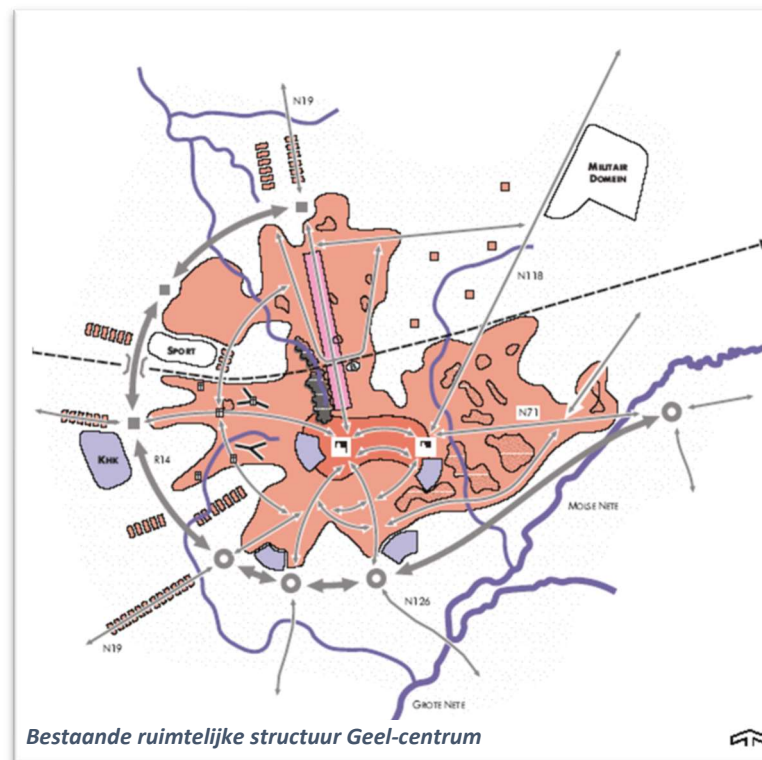 N19
MILITAIR
DOMEIN
N118
SPORT
N71
KHK
R14
MOLSE NETE
N126
N19
GROTE NETE
Bestaande ruimtelijke structuur Geel-centrum